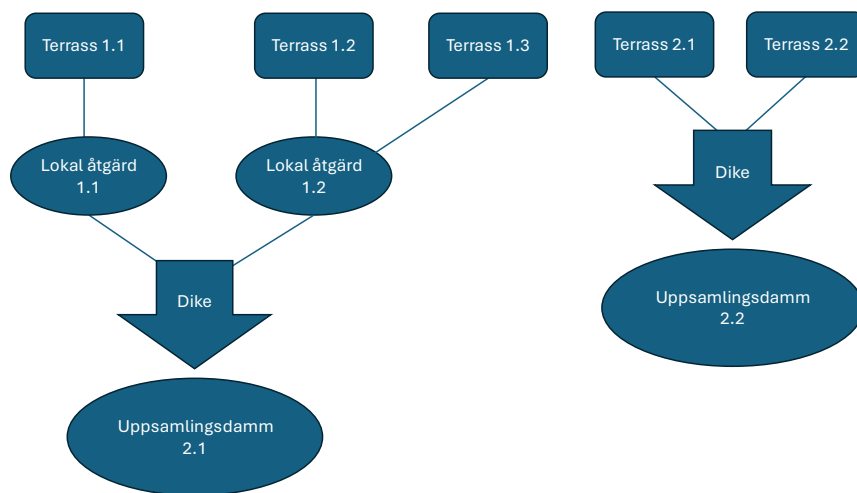 Terrass 1.1
Terrass 1.2
Terrass 1.3
Terrass 2.1
Terrass 2.2
Lokal åtgärd
1.1
Lokal åtgärd
1.2
Dike
Dike
Uppsamlingsdamm
2.2
Uppsamlingsdamm
2.1